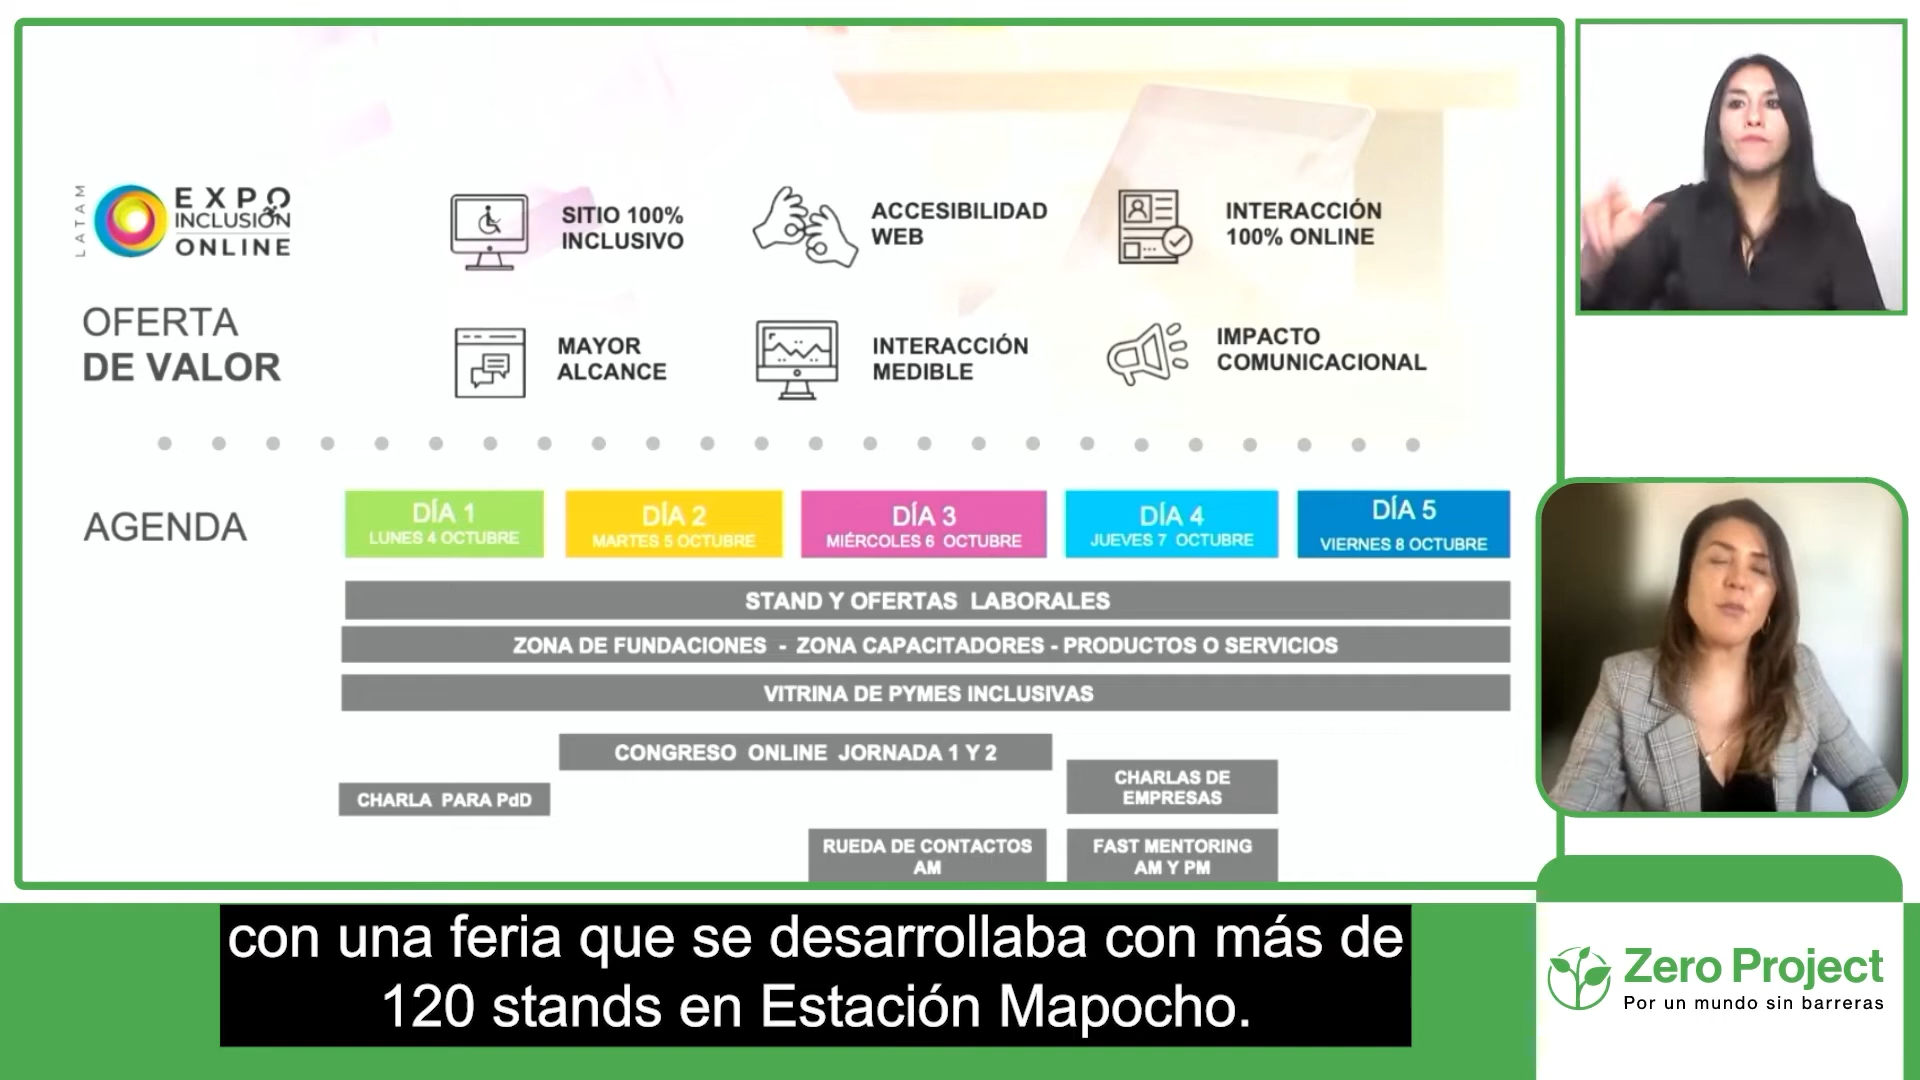 LATAM
EXPO
INCLUSIÓN
ONLINE
OFERTA
DE VALOR
SITIO 100%
INCLUSIVO
ACCESIBILIDAD
WEB
INTERACCIÓN
100% ONLINE
MAYOR
ALCANCE
INTERACCIÓN
MEDIBLE
IMPACTO
COMUNICACIONAL
AGENDA
DÍA 1
LUNES 4 OCTUBRE
DÍA 2
MARTES 5 OCTUBRE
DÍA 3
MIÉRCOLES 6 OCTUBRE
DÍA 4
JUEVES 7 OCTUBRE
DÍA 5
VIERNES 8 OCTUBRE
STAND Y OFERTAS LABORALES
ZONA DE FUNDACIONES - ZONA CAPACITADORES - PRODUCTOS O SERVICIOS
VITRINA DE PYMES INCLUSIVAS
CONGRESO ONLINE JORNADA 1 Y 2
CHARLA PARA PdD
CHARLAS DE
EMPRESAS
RUEDA DE CONTACTOS
AM
FAST MENTORING
AM Y PM
con una feria que se desarrollaba con más de
120 stands en Estación Mapocho.
Zero Project
Por un mundo sin barreras